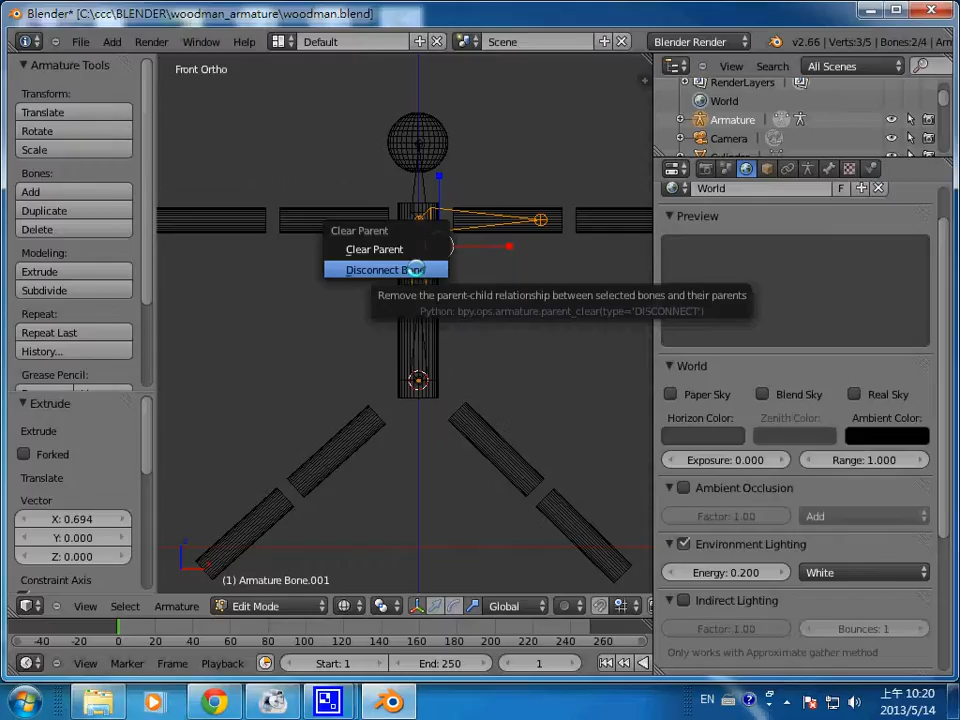 Blender* [C:\ccc\BLENDER\woodman_armature\woodman.blend]
File Add Render Window Help
Default
Scene
Blender Render
v2.66 | Verts:3/5 | Bones:2/4 | Arm
Armature Tools
Transform:
Translate
Rotate
Scale
Bones:
Add
Duplicate
Delete
Modeling:
Extrude
Subdivide
Repeat:
Repeat Last
History...
Grease Pencil:
Extrude
Forked
Translate
Vector
X: 0.694
Y: 0.000
Z: 0.000
Constraint Axis
Front Ortho
Clear Parent
Clear Parent
Disconnect Bone
Remove the parent-child relationship between selected bones and their parents
Python: bpy.ops.armature.parent_clear(type='DISCONNECT')
(1) Armature Bone.001
View Select Armature
Edit Mode
Global
View Search All Scenes
RenderLayers
World
Armature
Camera
World
F
Preview
World
Paper Sky
Blend Sky
Real Sky
Horizon Color:
Zenith Color:
Ambient Color:
Exposure: 0.000
Range: 1.000
Ambient Occlusion
Factor: 1.00
Add
Environment Lighting
Energy: 0.200
White
Indirect Lighting
Factor: 1.00
Bounces: 1
Only works with Approximate gather method
-40 -20 0 20 40 60 80 100 120 140 160 180 200 220 240 260 280
View Marker Frame Playback
Start: 1
End: 250
1
EN
上午 10:20
2013/5/14